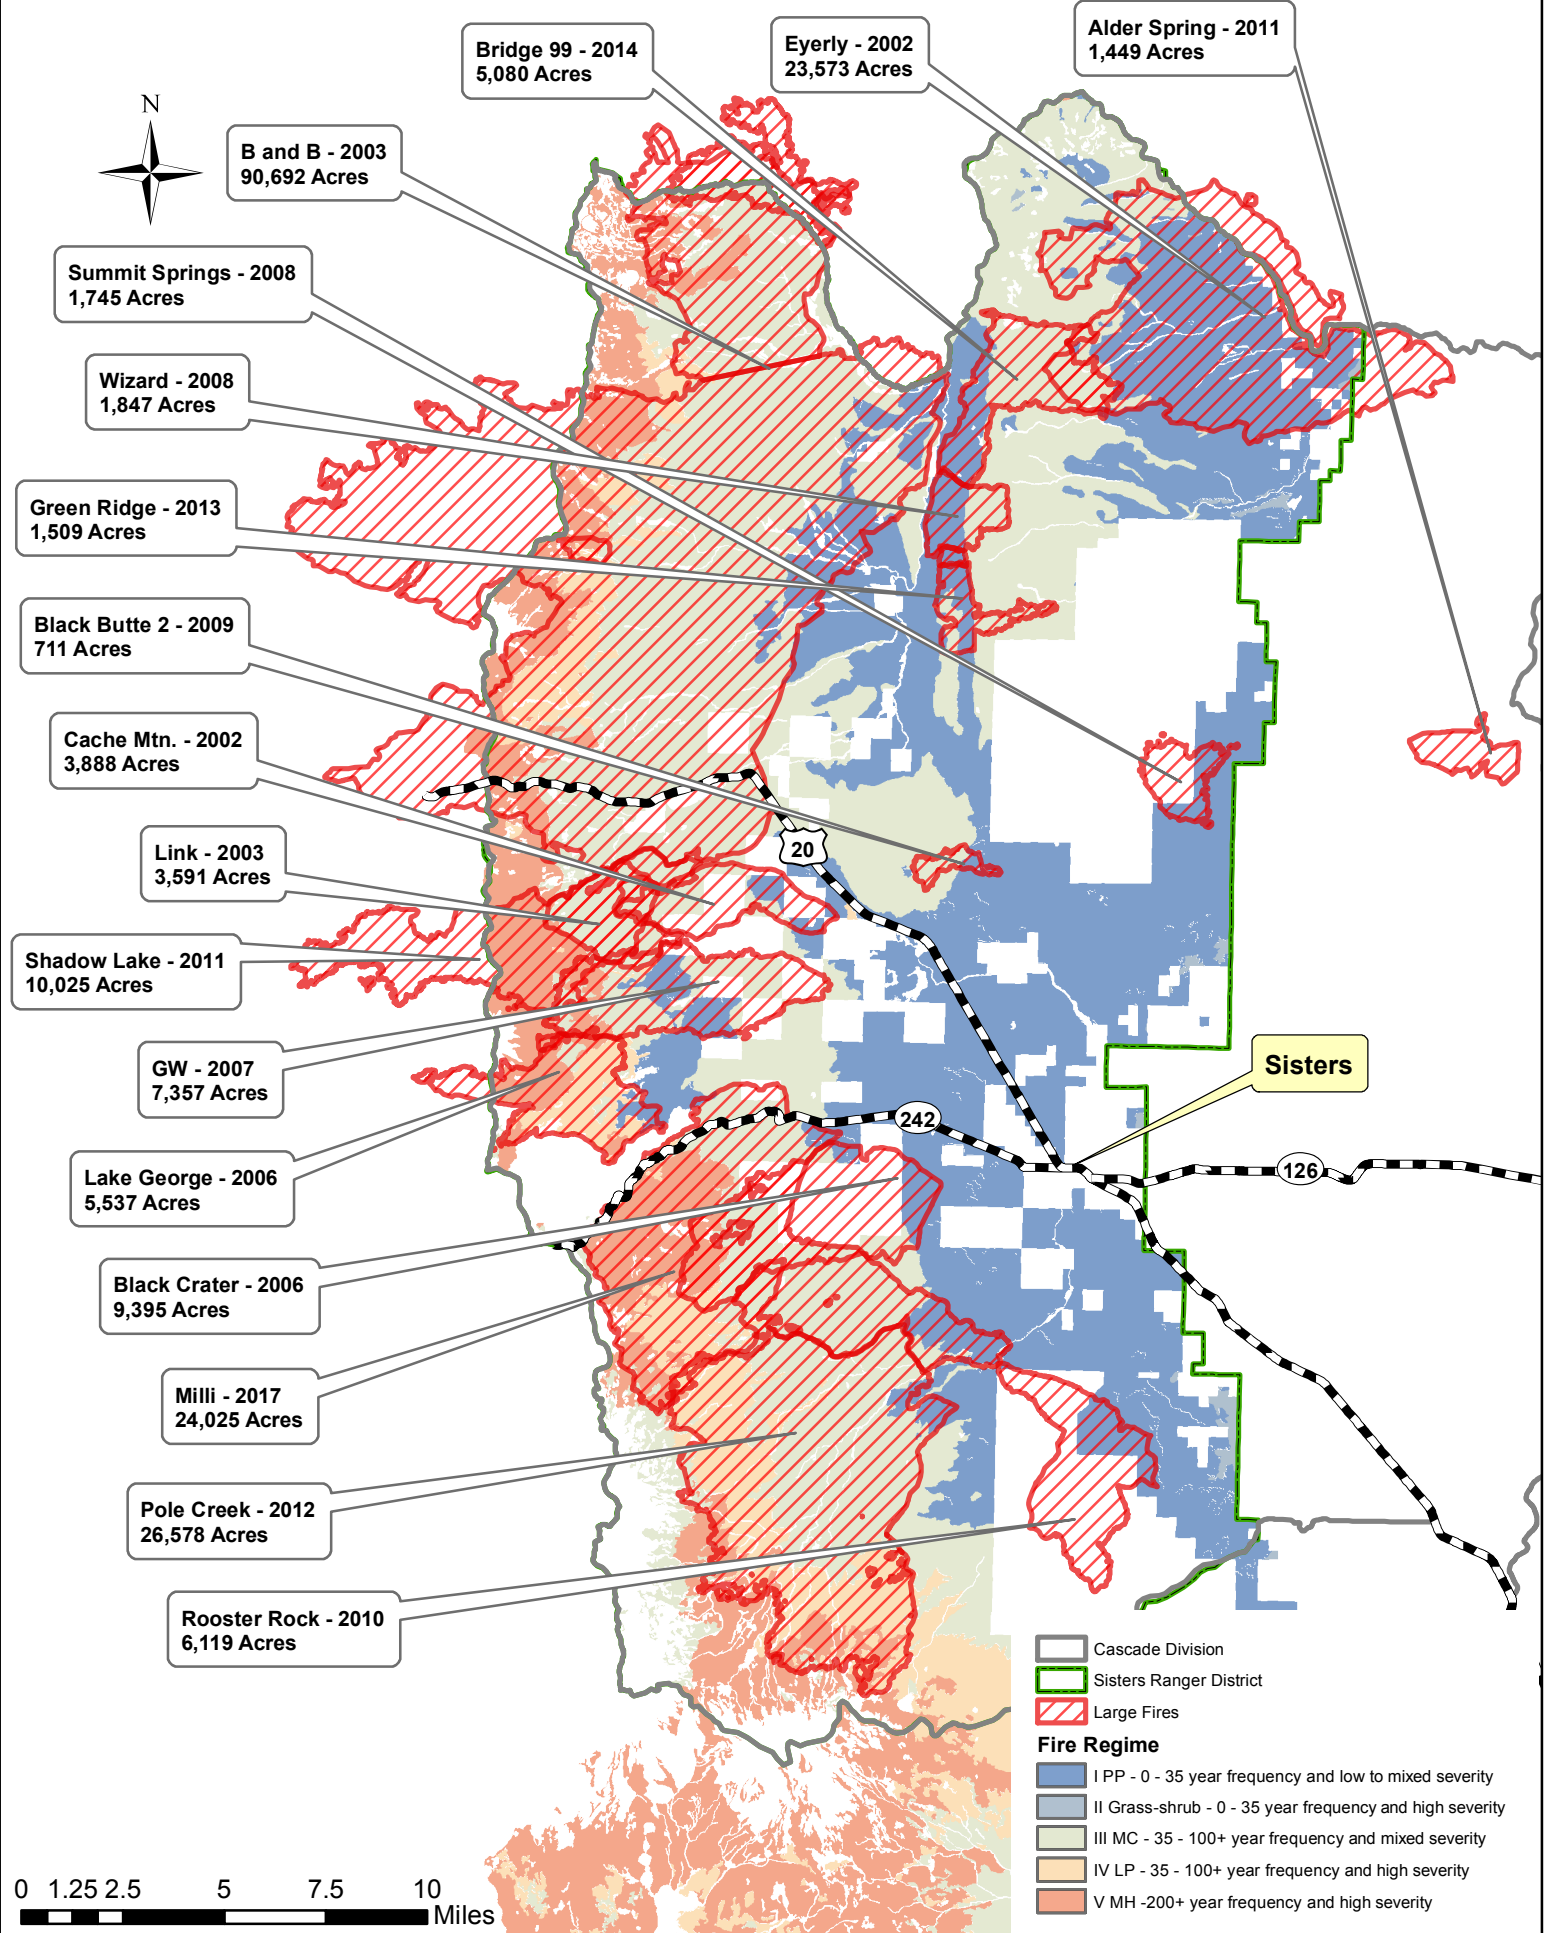 Alder Spring - 2011
1,449 Acres
Bridge 99 - 2014
5,080 Acres
Eyerly - 2002
23,573 Acres
N
B and B - 2003
90,692 Acres
Summit Springs - 2008
1,745 Acres
Wizard - 2008
1,847 Acres
Green Ridge - 2013
1,509 Acres
Black Butte 2 - 2009
711 Acres
Cache Mtn. - 2002
3,888 Acres
Link - 2003
3,591 Acres
20
Shadow Lake - 2011
10,025 Acres
GW - 2007
7,357 Acres
Sisters
242
126
Lake George - 2006
5,537 Acres
Black Crater - 2006
9,395 Acres
Milli - 2017
24,025 Acres
Pole Creek - 2012
26,578 Acres
Rooster Rock - 2010
6,119 Acres
Cascade Division
Sisters Ranger District
Large Fires
Fire Regime
I PP - 0 - 35 year frequency and low to mixed severity
II Grass-shrub - 0 - 35 year frequency and high severity
III MC - 35 - 100+ year frequency and mixed severity
IV LP - 35 - 100+ year frequency and high severity
V MH -200+ year frequency and high severity
0 1.25 2.5 5 7.5 10
Miles